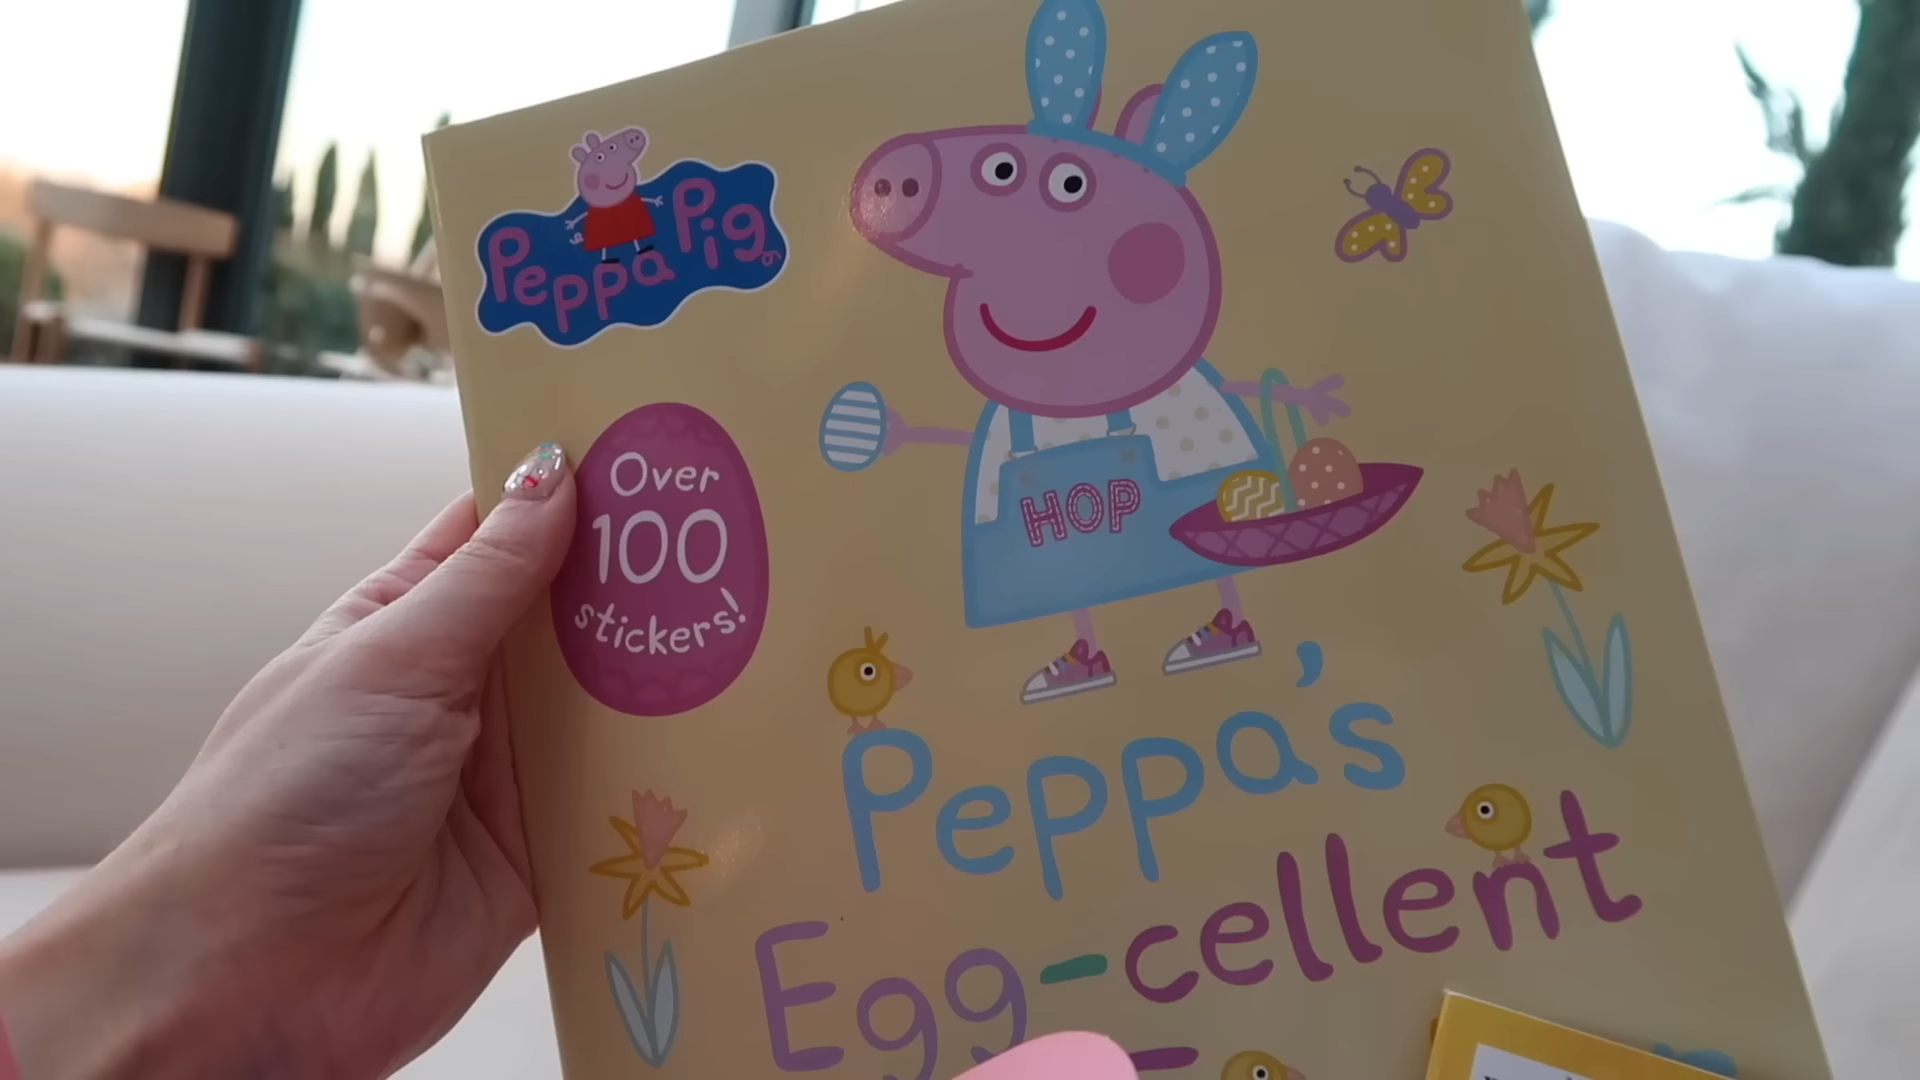 Peppa Pig
Over
100
stickers!
HOP
Peppa's
Egg-cellent